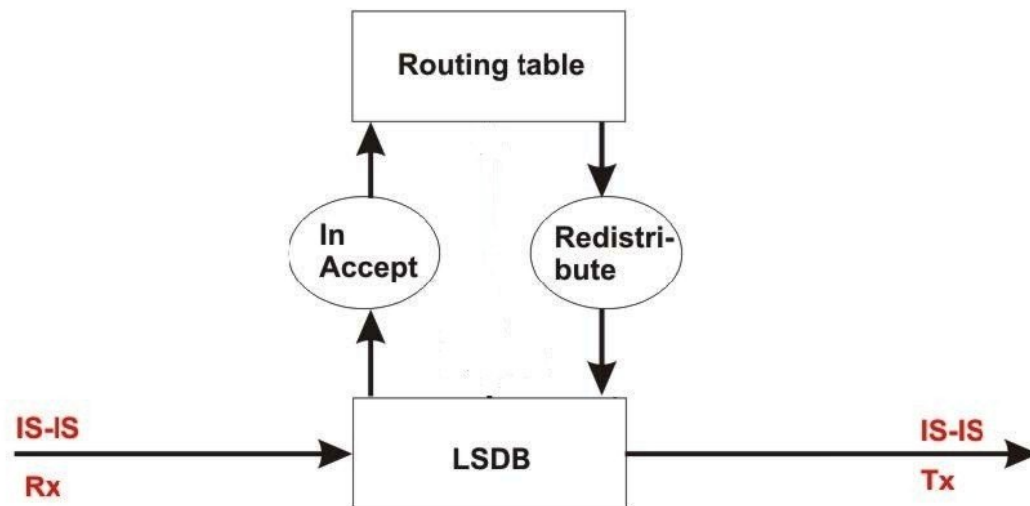 Routing table
In
Accept
Redistri-
bute
IS-IS
Rx
LSDB
IS-IS
Tx